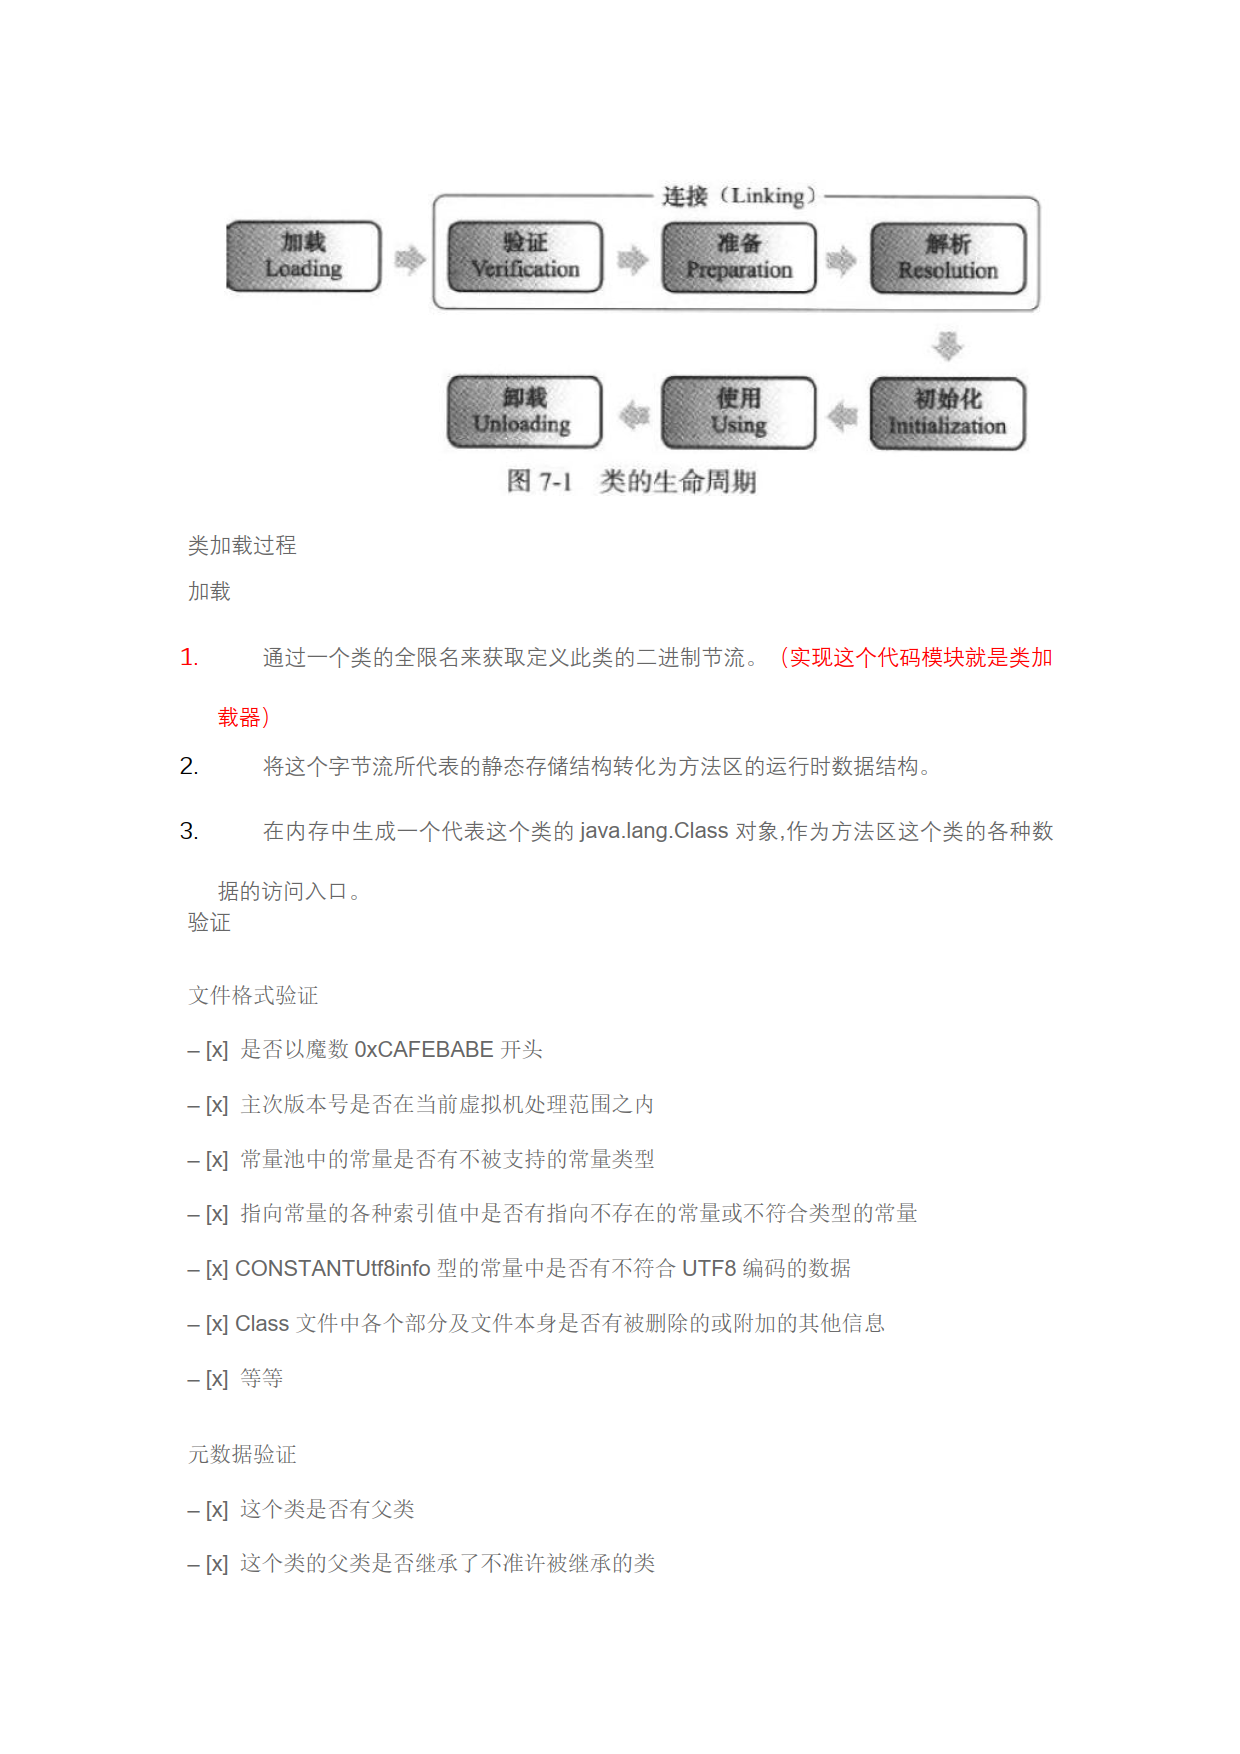 连接（Linking）
加载
Loading
验证
Verification
准备
Preparation
解析
Resolution
卸载
Unloading
使用
Using
初始化
Initialization
图 7-1 类的生命周期
类加载过程
加载
1. 通过一个类的全限名来获取定义此类的二进制节流。（实现这个代码模块就是类加
载器）
2. 将这个字节流所代表的静态存储结构转化为方法区的运行时数据结构。
3. 在内存中生成一个代表这个类的 java.lang.Class 对象,作为方法区这个类的各种数
据的访问入口。
验证
文件格式验证
– [x] 是否以魔数 0xCAFEBABE 开头
– [x] 主次版本号是否在当前虚拟机处理范围之内
– [x] 常量池中的常量是否有不被支持的常量类型
– [x] 指向常量的各种索引值中是否有指向不存在的常量或不符合类型的常量
– [x] CONSTANTUtf8info 型的常量中是否有不符合 UTF8 编码的数据
– [x] Class 文件中各个部分及文件本身是否有被删除的或附加的其他信息
– [x] 等等
元数据验证
– [x] 这个类是否有父类
– [x] 这个类的父类是否继承了不准许被继承的类